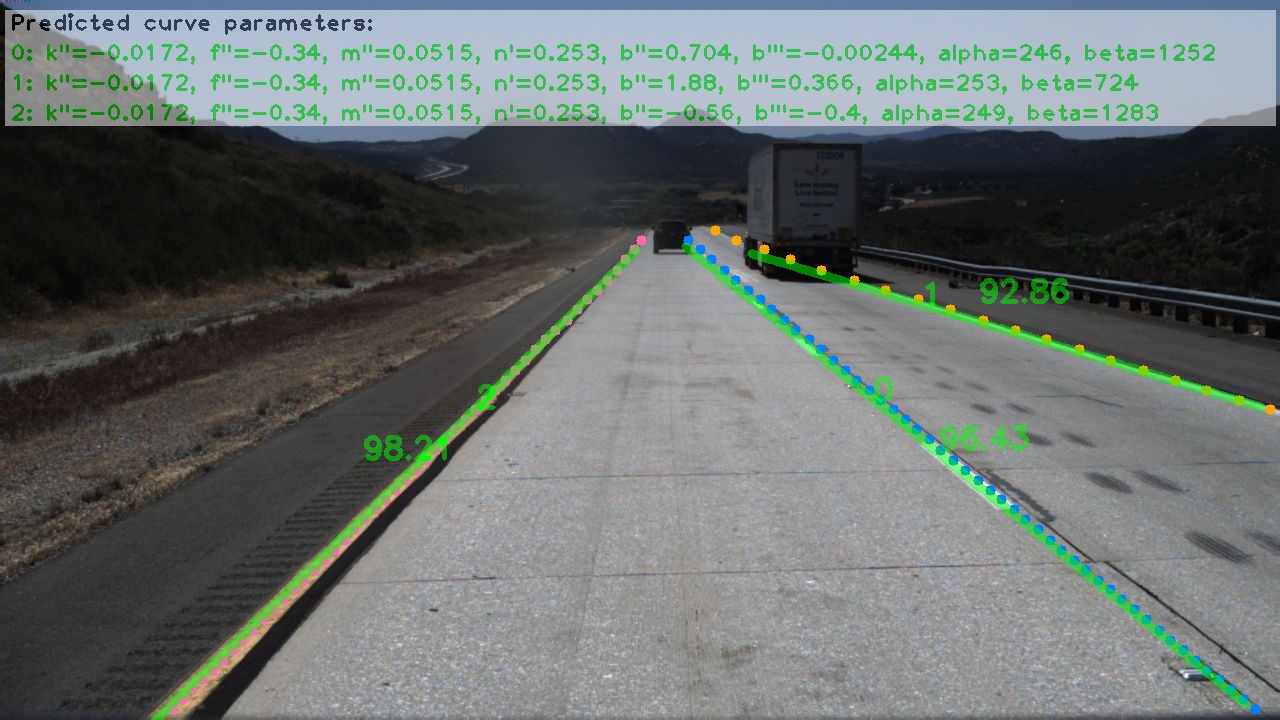 Predicted curve parameters:
0: k''=-0.0172, f''=-0.34, m''=0.0515, n'=0.253, b''=0.704, b'''=-0.00244, alpha=246, beta=1252
1: k''=-0.0172, f''=-0.34, m''=0.0515, n'=0.253, b''=1.88, b'''=0.366, alpha=253, beta=724
2: k''=-0.0172, f''=-0.34, m''=0.0515, n'=0.253, b''=-0.56, b'''=-0.4, alpha=249, beta=1283
133604
Save money.
Live better.
Walmart.com
1 92.86
0
2
96.43
98.21